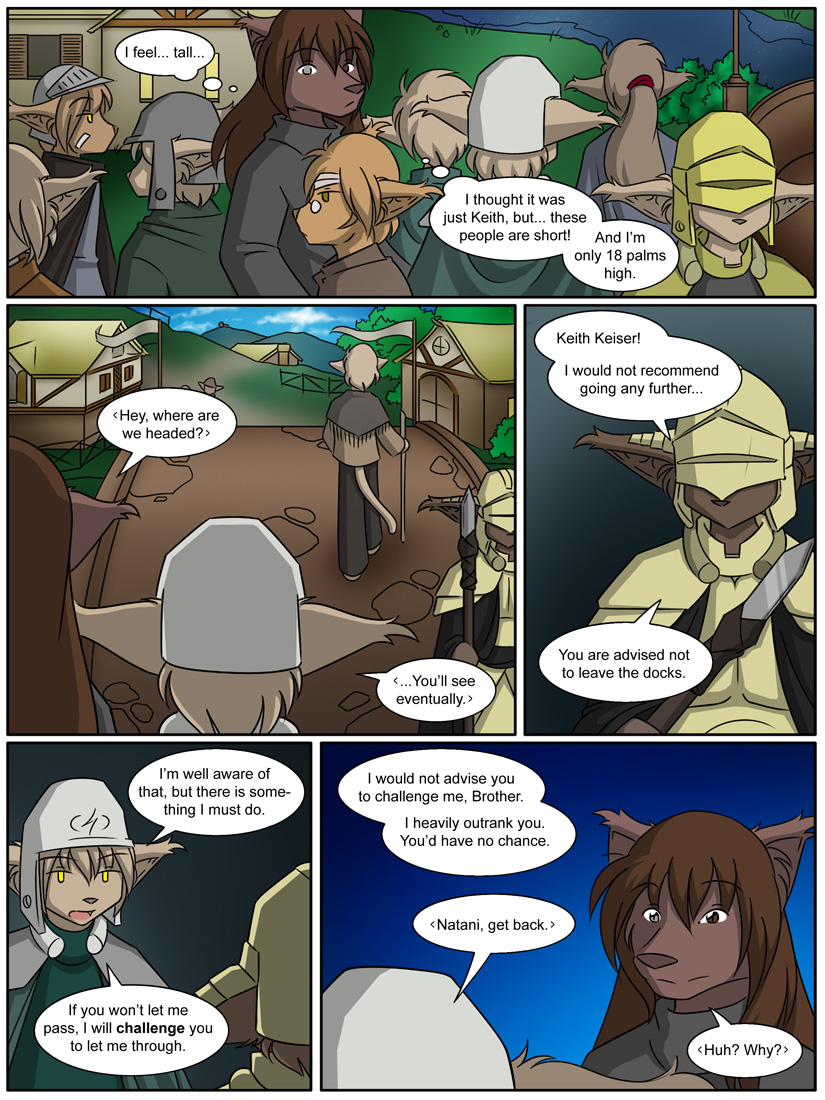 I feel... tall...
I thought it was
just Keith, but... these
people are short!
And I'm
only 18 palms
high.
‹Hey, where are
we headed?›
‹...You'll see
eventually.›
Keith Keiser!
I would not recommend
going any further...
You are advised not
to leave the docks.
I'm well aware of
that, but there is some-
thing I must do.
If you won't let me
pass, I will challenge you
to let me through.
I would not advise you
to challenge me, Brother.
I heavily outrank you.
You'd have no chance.
‹Natani, get back.›
‹Huh? Why?›